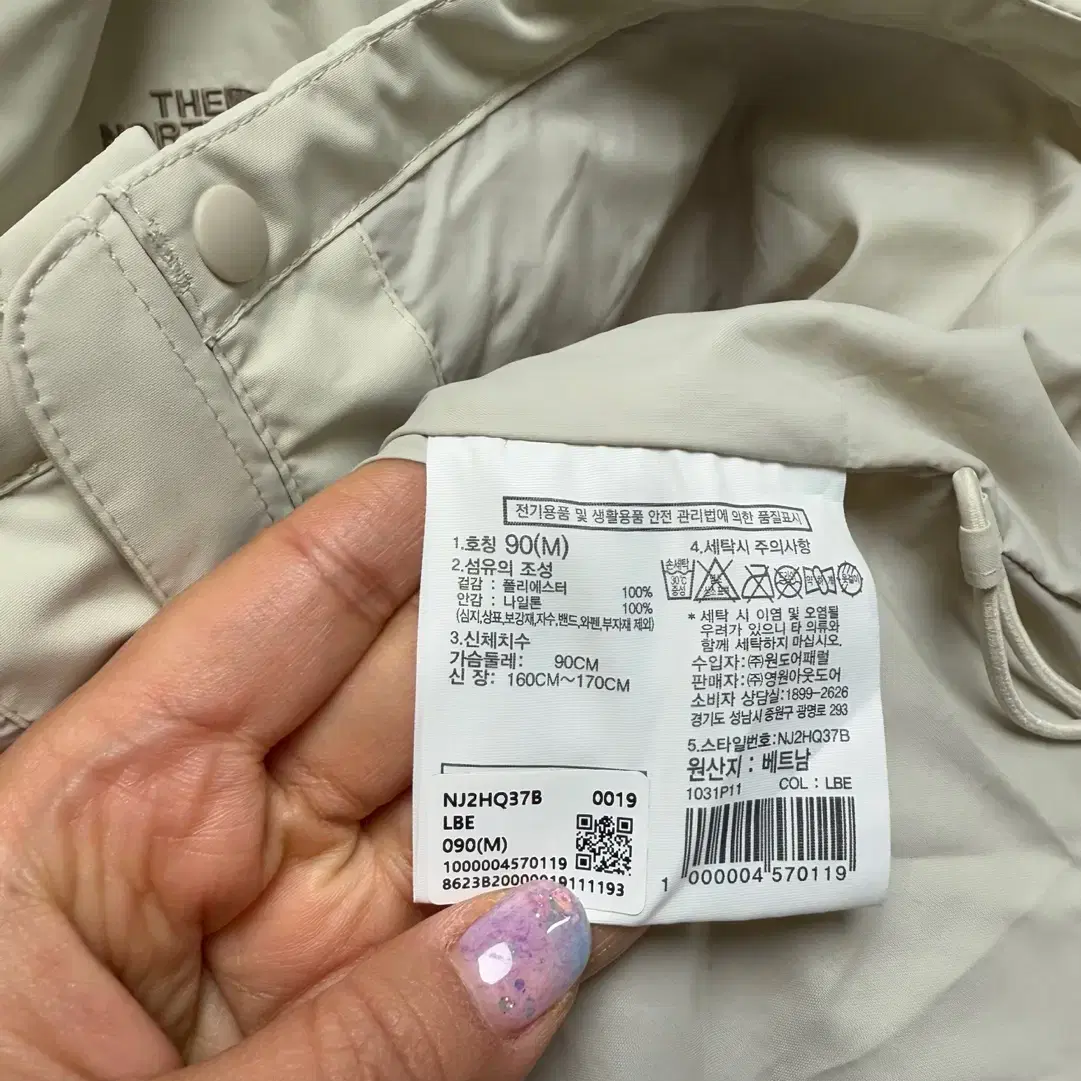 THE
NORT
전기용품 및 생활용품 안전 관리법에 의한 품질표시
1.호칭 90(M)
2.섬유의 조성
겉감 : 폴리에스터 100%
안감 : 나일론 100%
(심지,상표,보강재,자수,밴드,와펜,부자재 제외)
3.신체치수
가슴둘레: 90CM
신 장: 160CM~170CM
4.세탁시 주의사항
손세탁
30℃
중성
* 세탁 시 이염 및 오염될
우려가 있으니 타 의류와
함께 세탁하지 마십시오.
수입자:㈜원도어패럴
판매자:㈜영원아웃도어
소비자 상담실:1899-2626
경기도 성남시 중원구 광명로 293
5.스타일번호:NJ2HQ37B
원산지 : 베트남
1031P11 COL : LBE
1 000004 570119
NJ2HQ37B 0019
LBE
090(M)
1000004570119